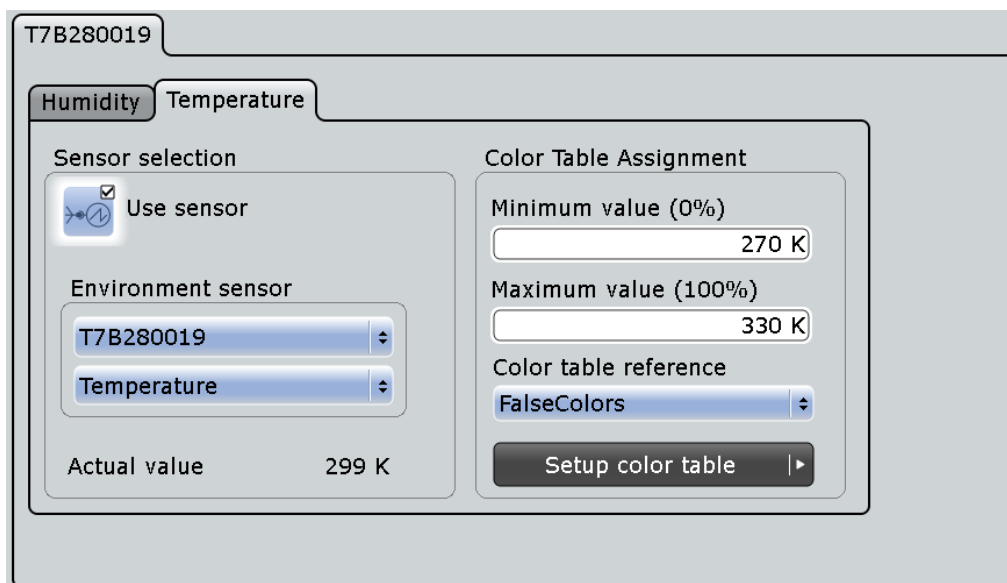 T7B280019
Humidity
Temperature
Sensor selection
Use sensor
Environment sensor
T7B280019
Temperature
Actual value 299 K
Color Table Assignment
Minimum value (0%)
270 K
Maximum value (100%)
330 K
Color table reference
FalseColors
Setup color table